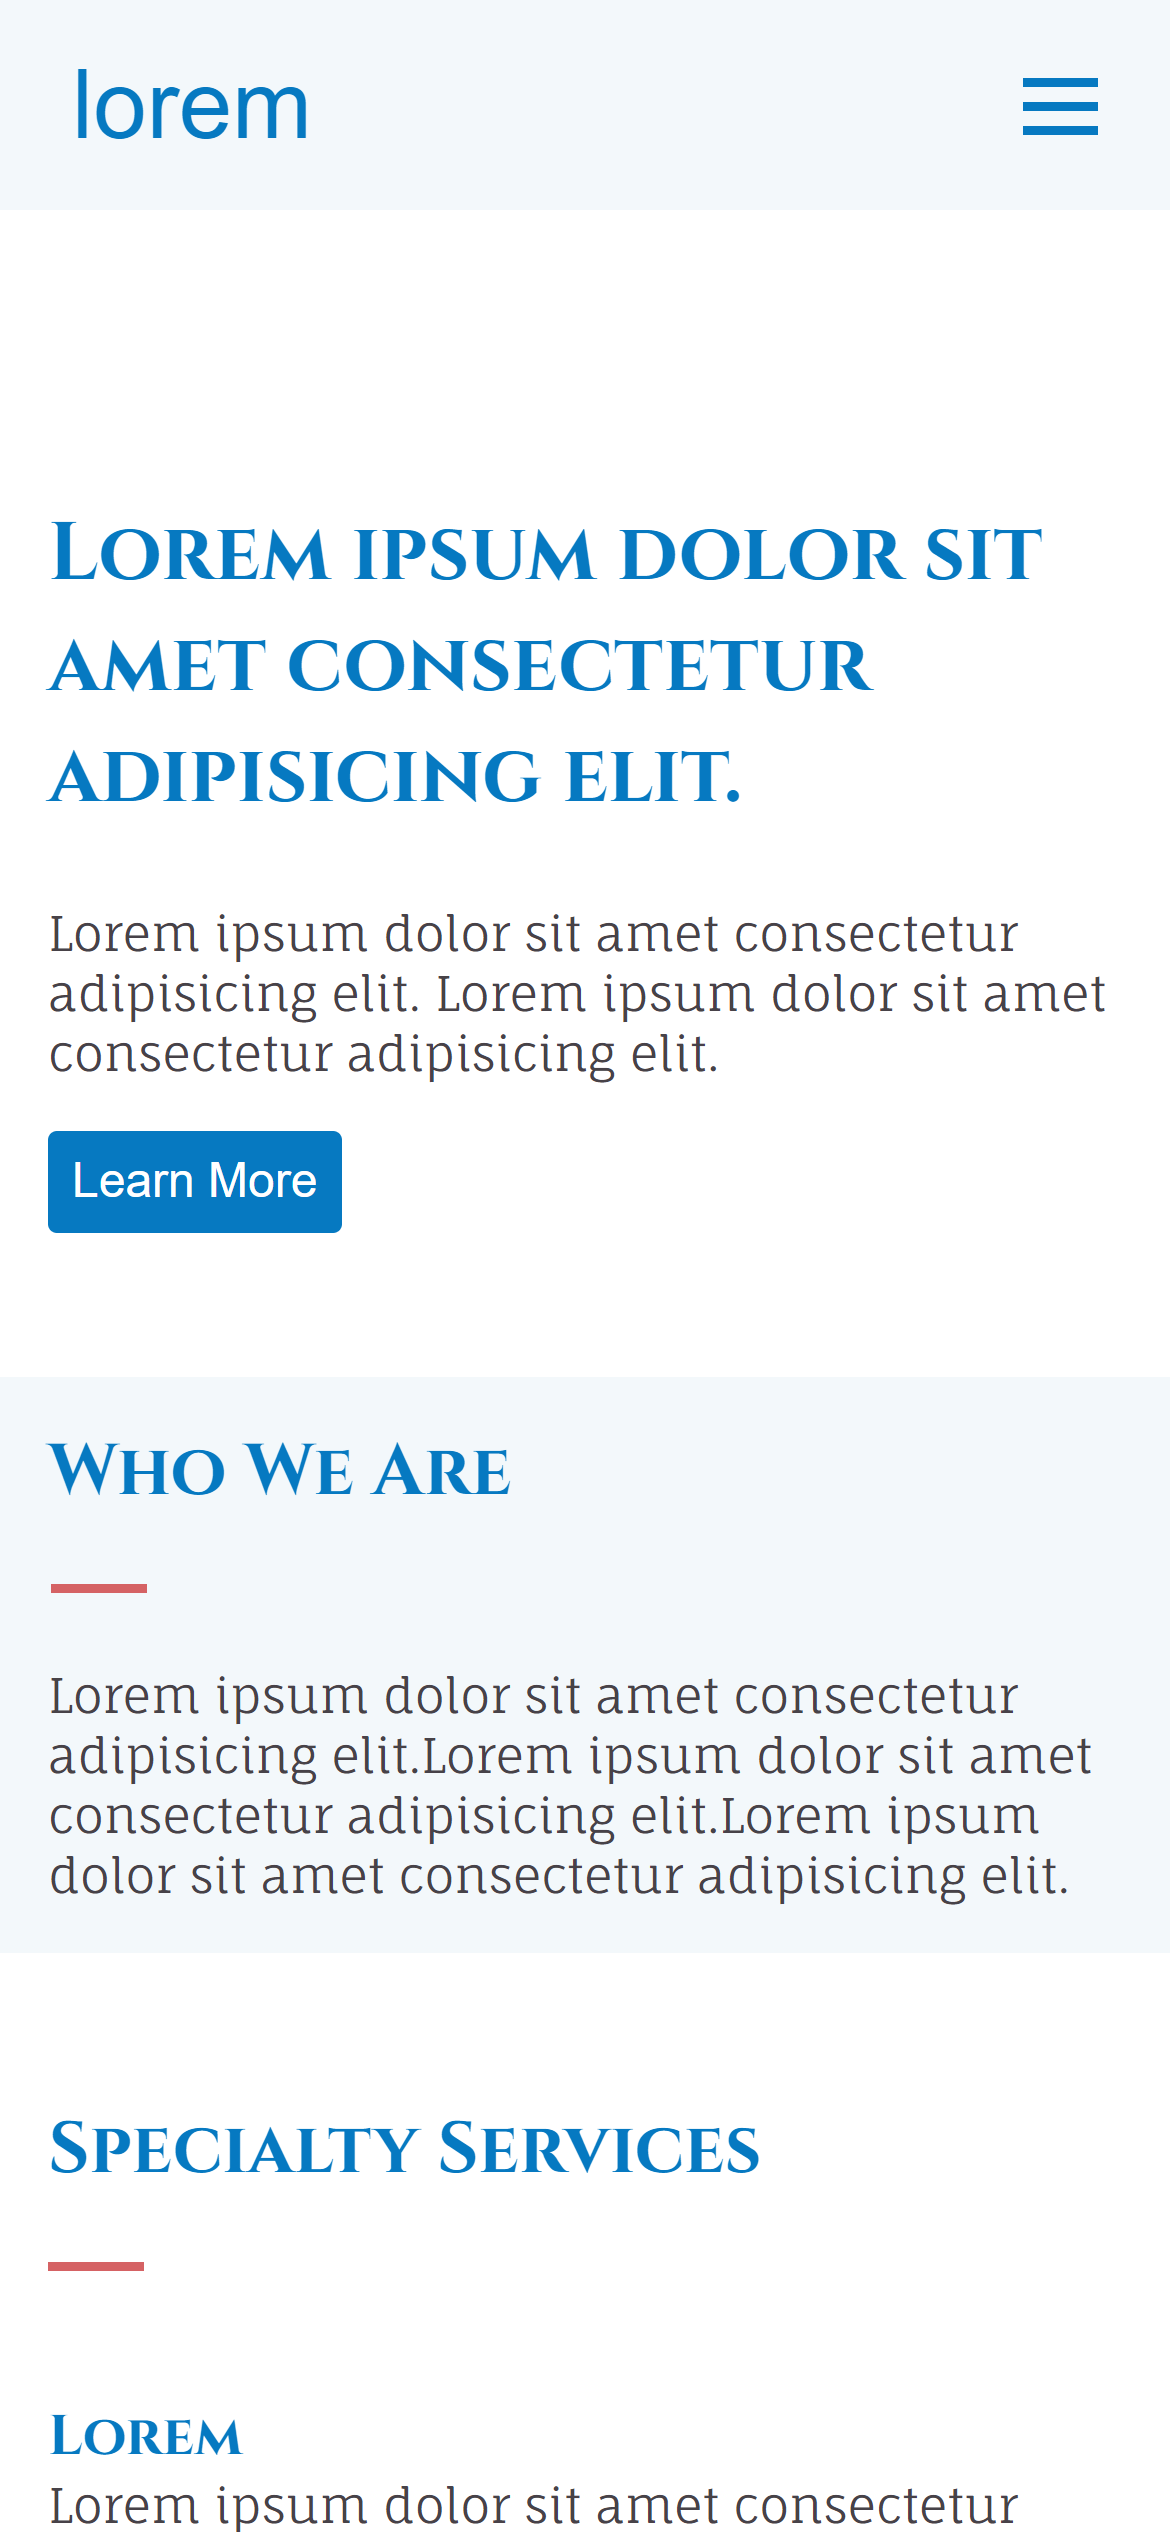 lorem
Lorem ipsum dolor sit
amet consectetur
adipisicing elit.
Lorem ipsum dolor sit amet consectetur
adipisicing elit. Lorem ipsum dolor sit amet
consectetur adipisicing elit.
Learn More
Who We Are
Lorem ipsum dolor sit amet consectetur
adipisicing elit.Lorem ipsum dolor sit amet
consectetur adipisicing elit.Lorem ipsum
dolor sit amet consectetur adipisicing elit.
Specialty Services
Lorem
Lorem ipsum dolor sit amet consectetur